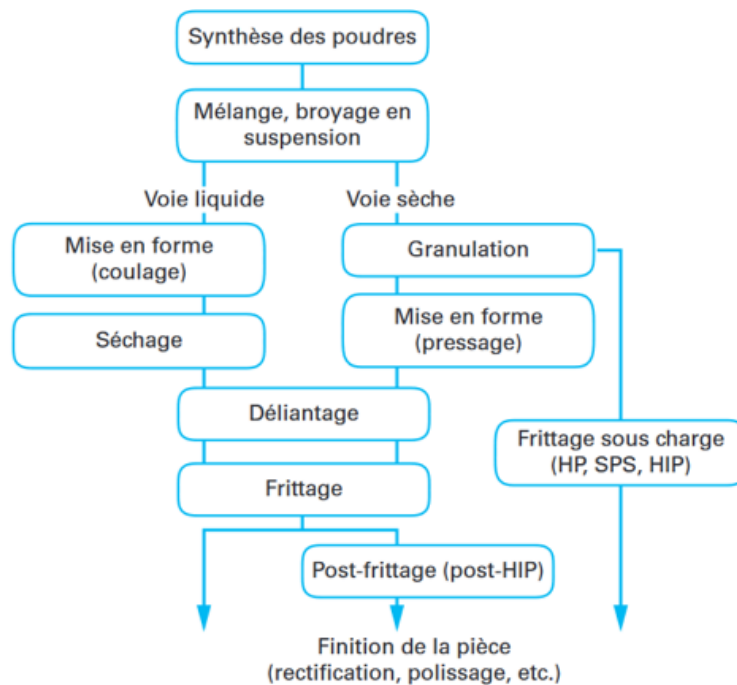 Synthèse des poudres
Mélange, broyage en
suspension
Voie liquide
Voie sèche
Mise en forme
(coulage)
Granulation
Séchage
Mise en forme
(pressage)
Déliantage
Frittage sous charge
(HP, SPS, HIP)
Frittage
Post-frittage (post-HIP)
Finition de la pièce
(rectification, polissage, etc.)